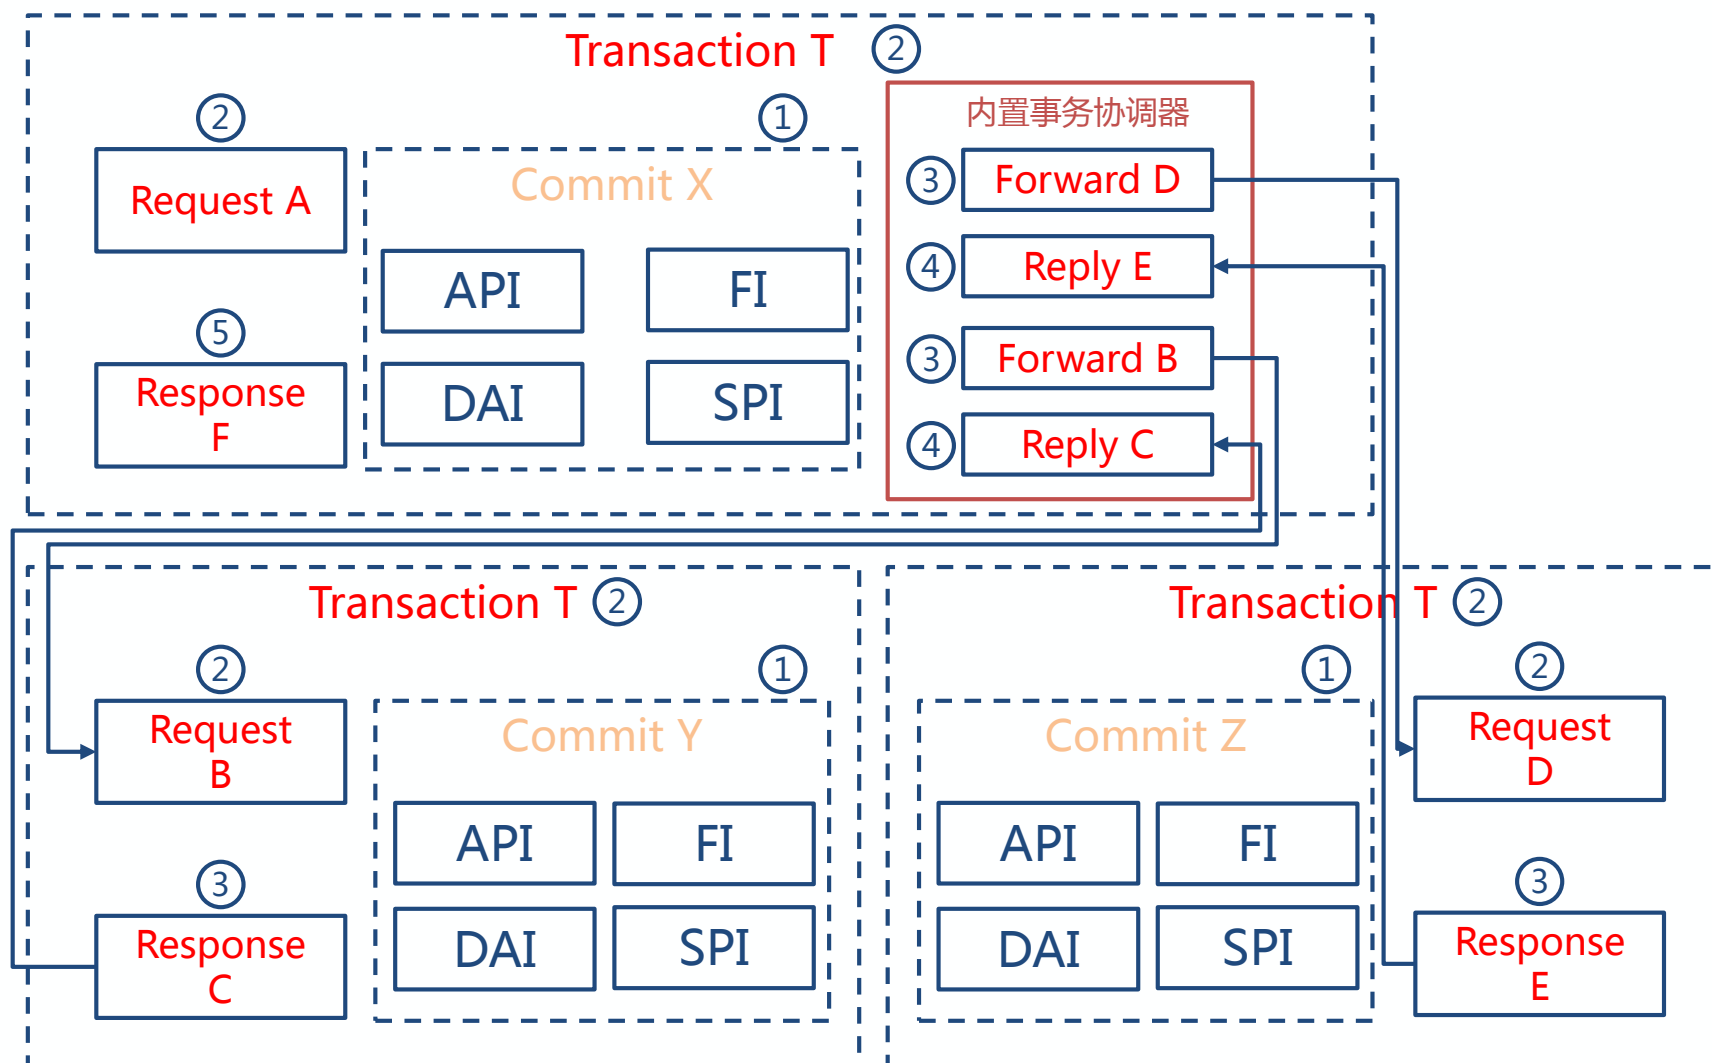 Transaction T ②
内置事务协调器
②
Request A
⑤
Response
F
①
Commit X
API
FI
DAI
SPI
③ Forward D
④ Reply E
③ Forward B
④ Reply C
Transaction T ②
②
Request
B
③
Response
C
①
Commit Y
API
FI
DAI
SPI
Transaction T ②
①
Commit Z
API
FI
DAI
SPI
②
Request
D
③
Response
E